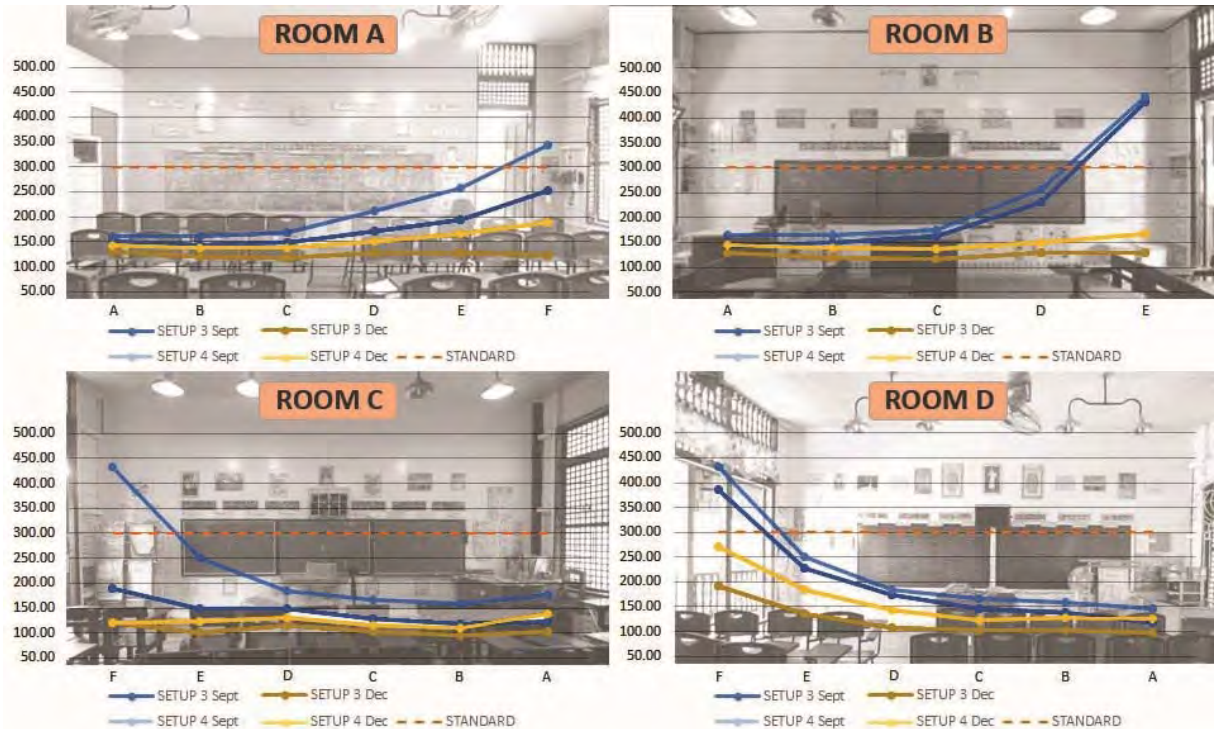 ROOM A
500.00
450.00
400.00
350.00
300.00
250.00
200.00
150.00
100.00
50.00
A B C D E F
SETUP 3 Sept SETUP 3 Dec
SETUP 4 Sept SETUP 4 Dec STANDARD
ROOM B
500.00
450.00
400.00
350.00
300.00
250.00
200.00
150.00
100.00
50.00
A B C D E
SETUP 3 Sept SETUP 3 Dec
SETUP 4 Sept SETUP 4 Dec STANDARD
ROOM C
500.00
450.00
400.00
350.00
300.00
250.00
200.00
150.00
100.00
50.00
F E D C B A
SETUP 3 Sept SETUP 3 Dec
SETUP 4 Sept SETUP 4 Dec STANDARD
ROOM D
500.00
450.00
400.00
350.00
300.00
250.00
200.00
150.00
100.00
50.00
F E D C B A
SETUP 3 Sept SETUP 3 Dec
SETUP 4 Sept SETUP 4 Dec STANDARD